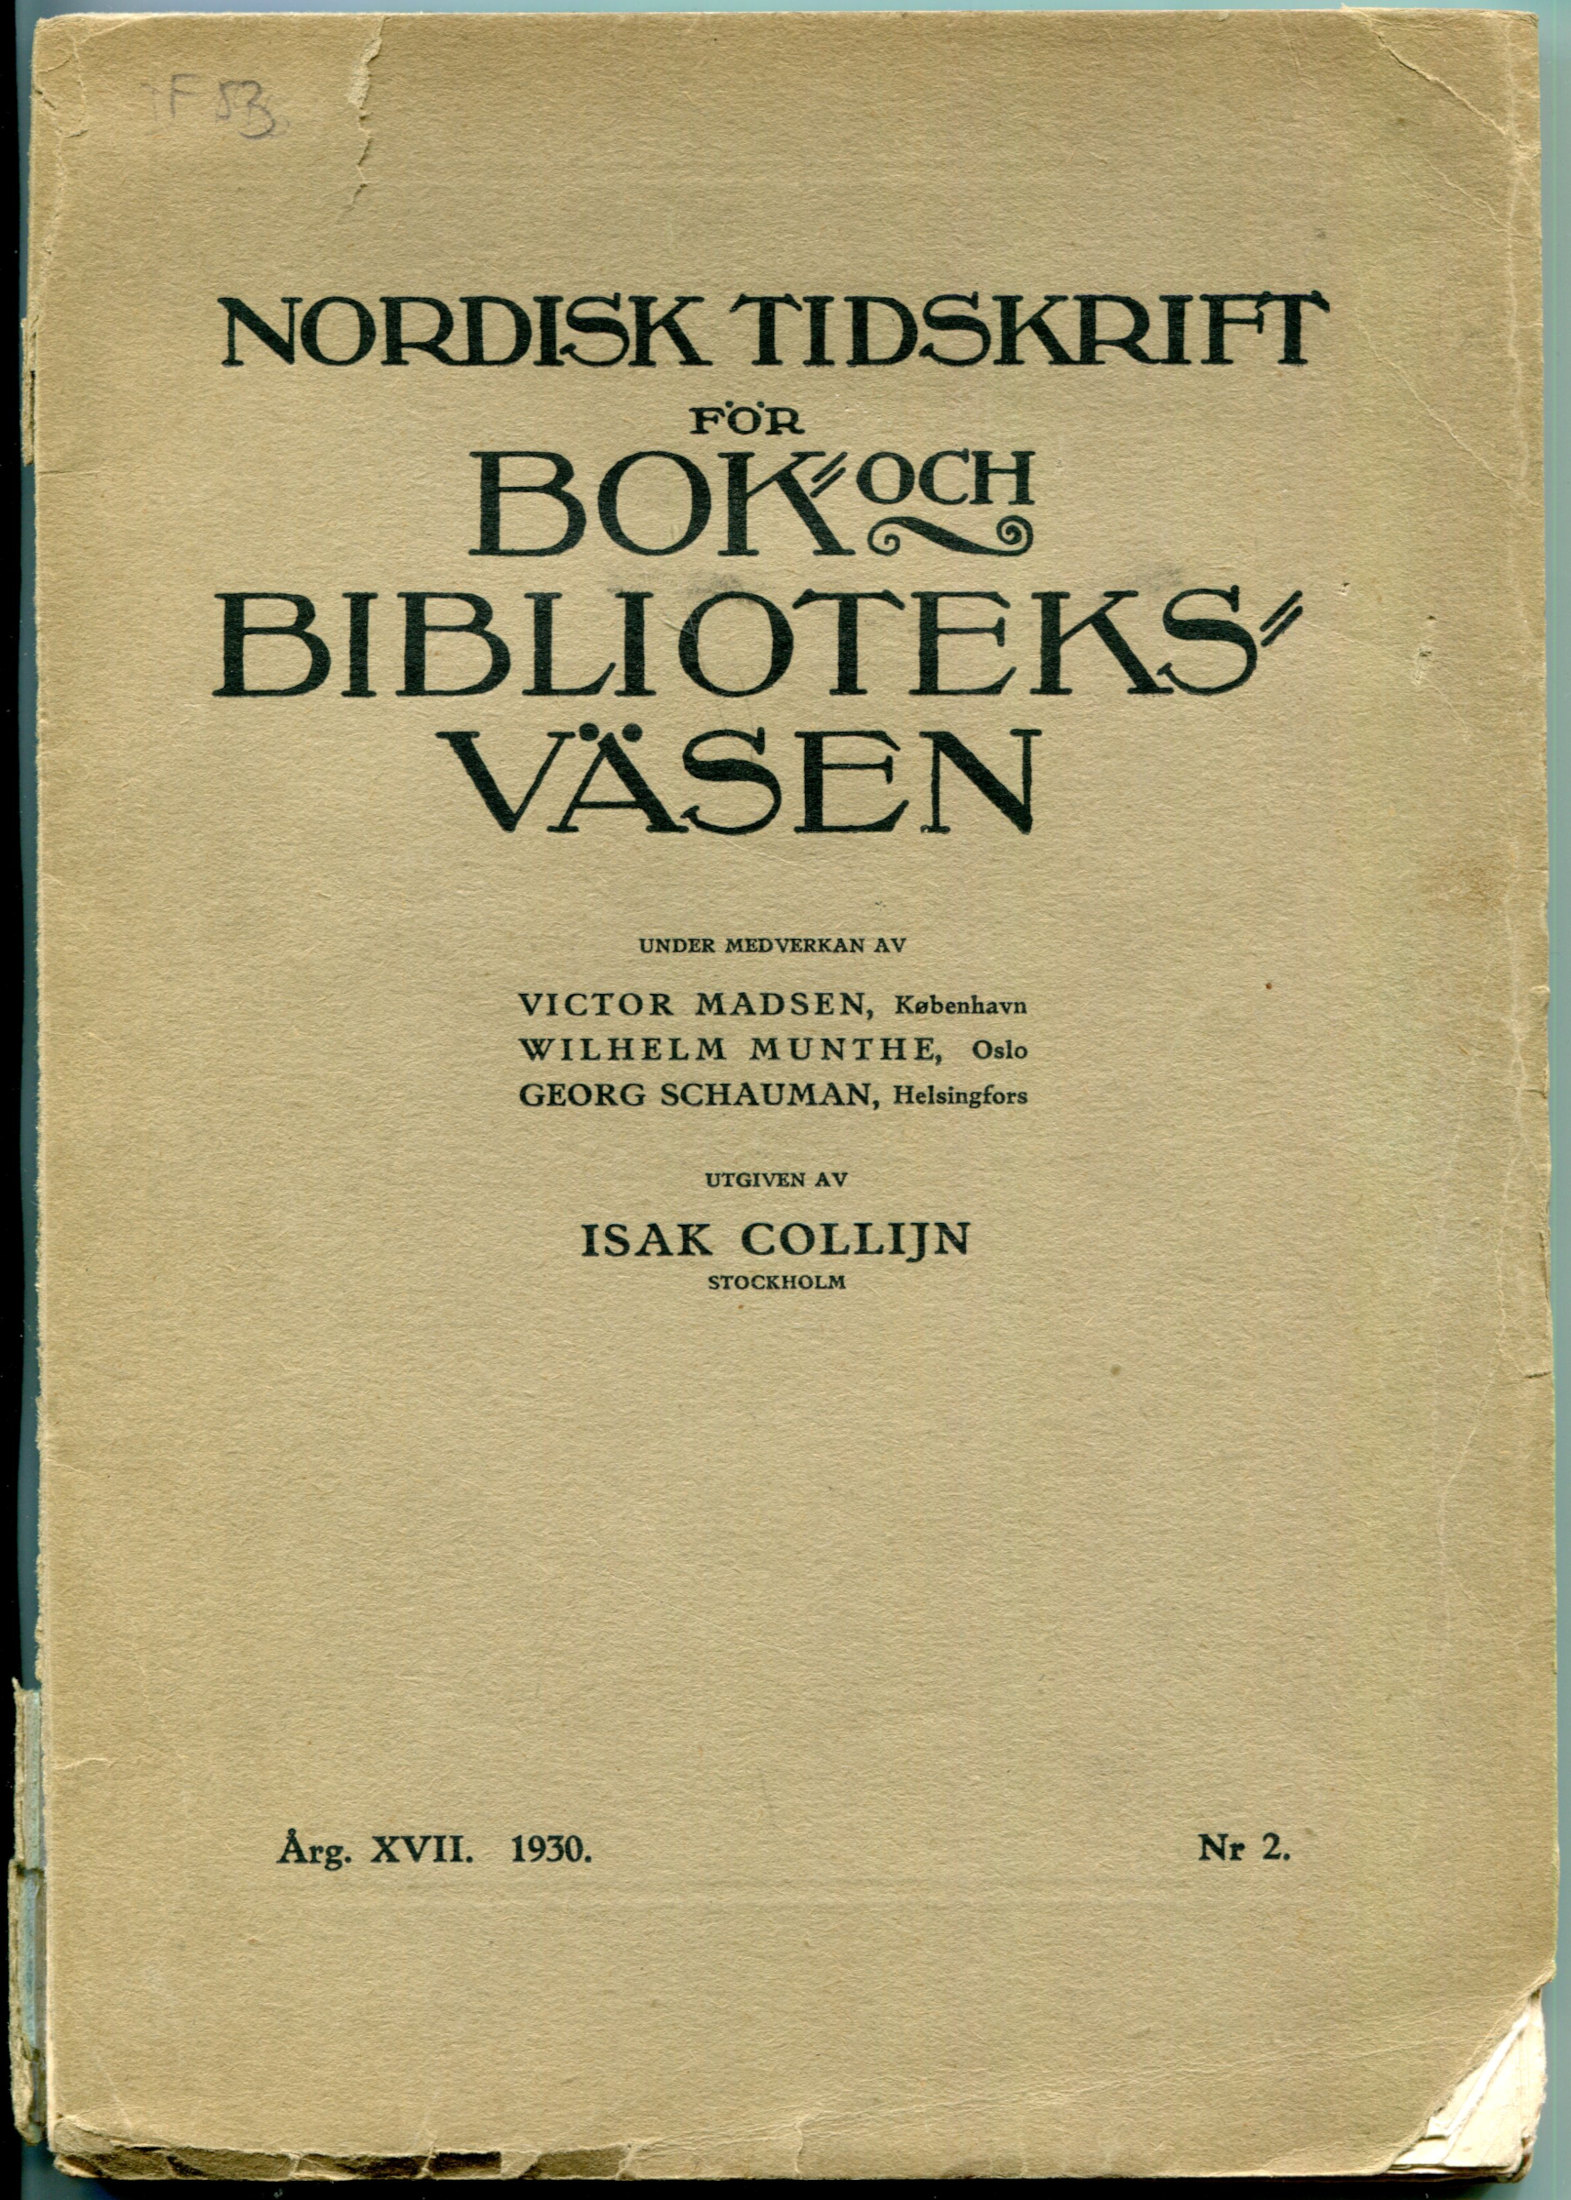 F 53
NORDISK TIDSKRIFT
FÖR
BOK- OCH
BIBLIOTEKS-
VÄSEN
UNDER MEDVERKAN AV
VICTOR MADSEN, København
WILHELM MUNTHE, Oslo
GEORG SCHAUMAN, Helsingfors
UTGIVEN AV
ISAK COLLIJN
STOCKHOLM
Årg. XVII. 1930. Nr 2.